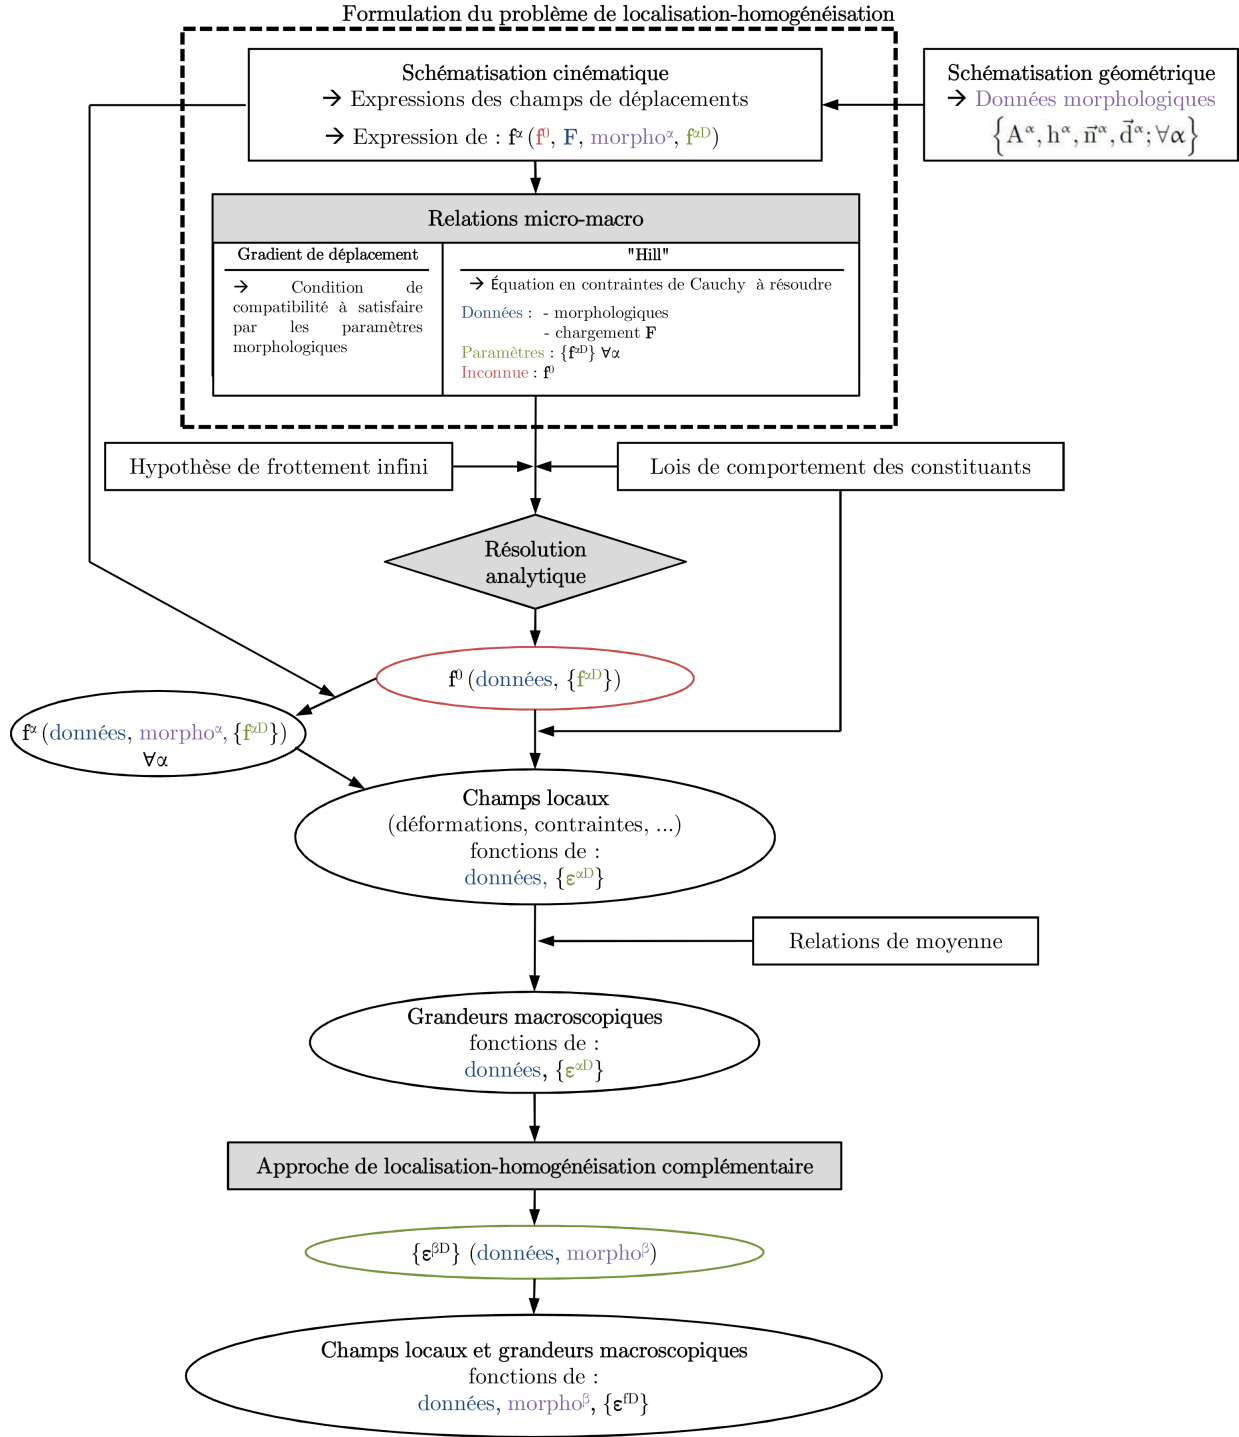 Formulation du problème de localisation-homogénéisation
Schématisation cinématique
→ Expressions des champs de déplacements
→ Expression de : f^α (f^0, F, morpho^α, f^αD)
Schématisation géométrique
→ Données morphologiques
{A^α, h^α, n⃗^α, d⃗^α; ∀α}
Relations micro-macro
Gradient de déplacement
→ Condition de
compatibilité à satisfaire
par les paramètres
morphologiques
"Hill"
→ Équation en contraintes de Cauchy à résoudre
Données : - morphologiques
- chargement F
Paramètres : {f^αD} ∀α
Inconnue : f^0
Hypothèse de frottement infini
Lois de comportement des constituants
Résolution
analytique
f^0 (données, {f^αD})
f^α (données, morpho^α, {f^αD})
∀α
Champs locaux
(déformations, contraintes, ...)
fonctions de :
données, {ε^αD}
Relations de moyenne
Grandeurs macroscopiques
fonctions de :
données, {ε^αD}
Approche de localisation-homogénéisation complémentaire
{ε^βD} (données, morpho^β)
Champs locaux et grandeurs macroscopiques
fonctions de :
données, morpho^β, {ε^fD}